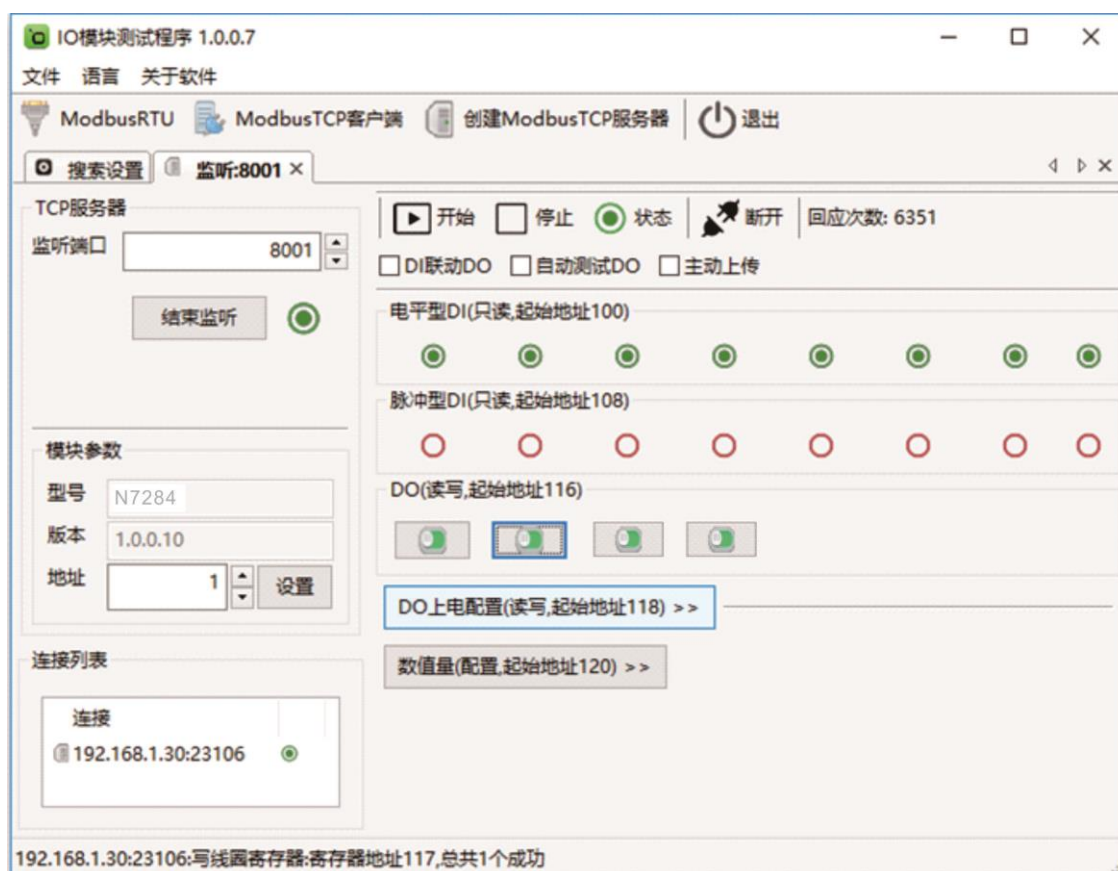 IO模块测试程序 1.0.0.7
文件 语言 关于软件
ModbusRTU ModbusTCP客户端 创建ModbusTCP服务器 退出
搜索设置 监听:8001
TCP服务器
监听端口 8001
结束监听
模块参数
型号 N7284
版本 1.0.0.10
地址 1 设置
连接列表
连接
192.168.1.30:23106
开始 停止 状态 断开 回应次数: 6351
DI联动DO 自动测试DO 主动上传
电平型DI(只读,起始地址100)
脉冲型DI(只读,起始地址108)
DO(读写,起始地址116)
DO上电配置(读写,起始地址118) >>
数值量(配置,起始地址120) >>
192.168.1.30:23106:写线圆寄存器:寄存器地址117,总共1个成功